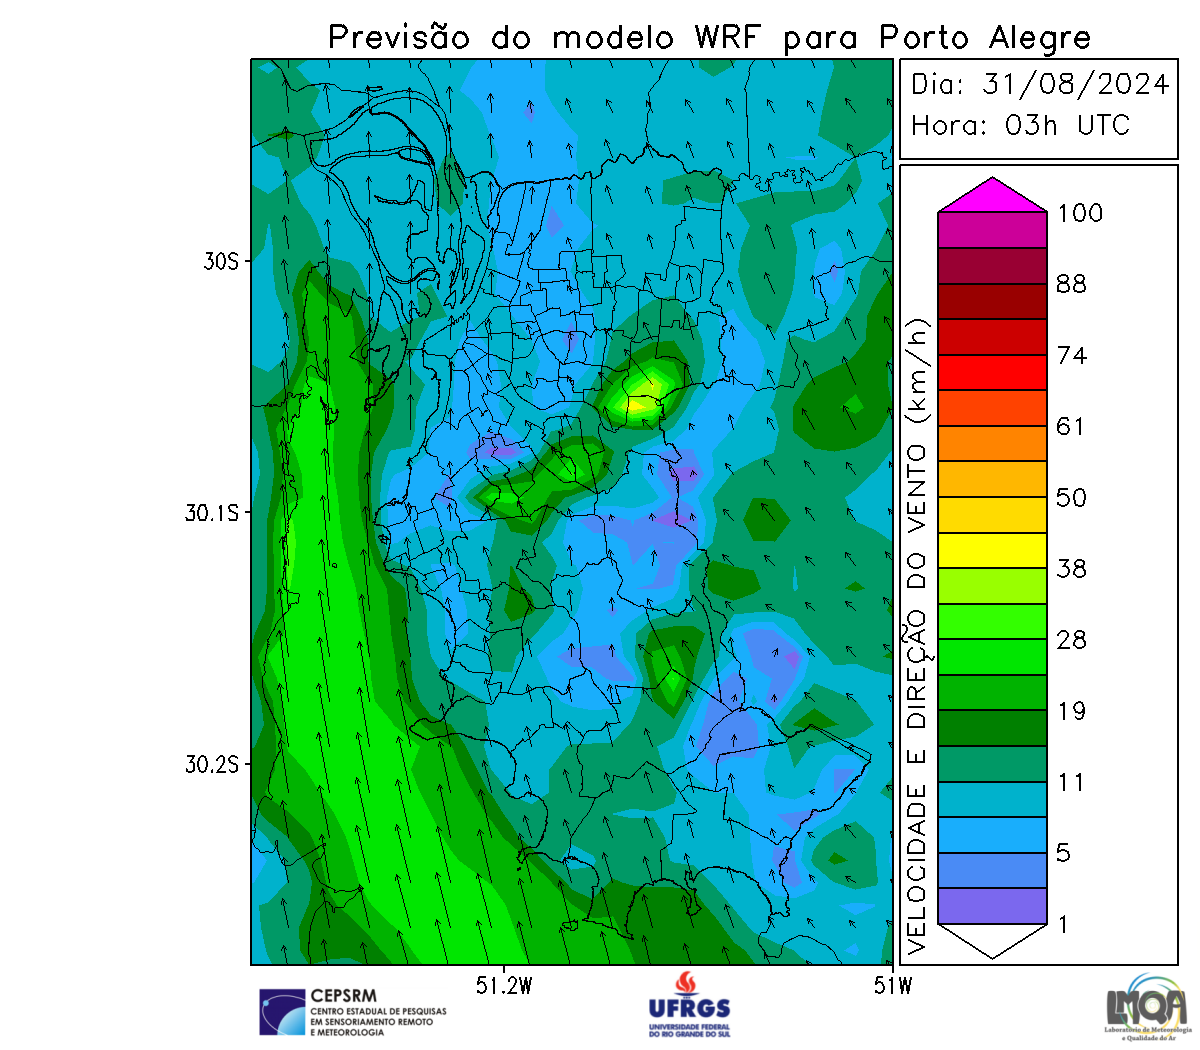 Previsão do modelo WRF para Porto Alegre
Dia: 31/08/2024
Hora: 03h UTC
30S
30.1S
30.2S
51.2W
51W
VELOCIDADE E DIREÇÃO DO VENTO (km/h)
100
88
74
61
50
38
28
19
11
5
1
CEPSRM
CENTRO ESTADUAL DE PESQUISAS
EM SENSORIAMENTO REMOTO
E METEOROLOGIA
UFRGS
UNIVERSIDADE FEDERAL
DO RIO GRANDE DO SUL
LMQA
Laboratório de Meteorologia
e Qualidade do Ar